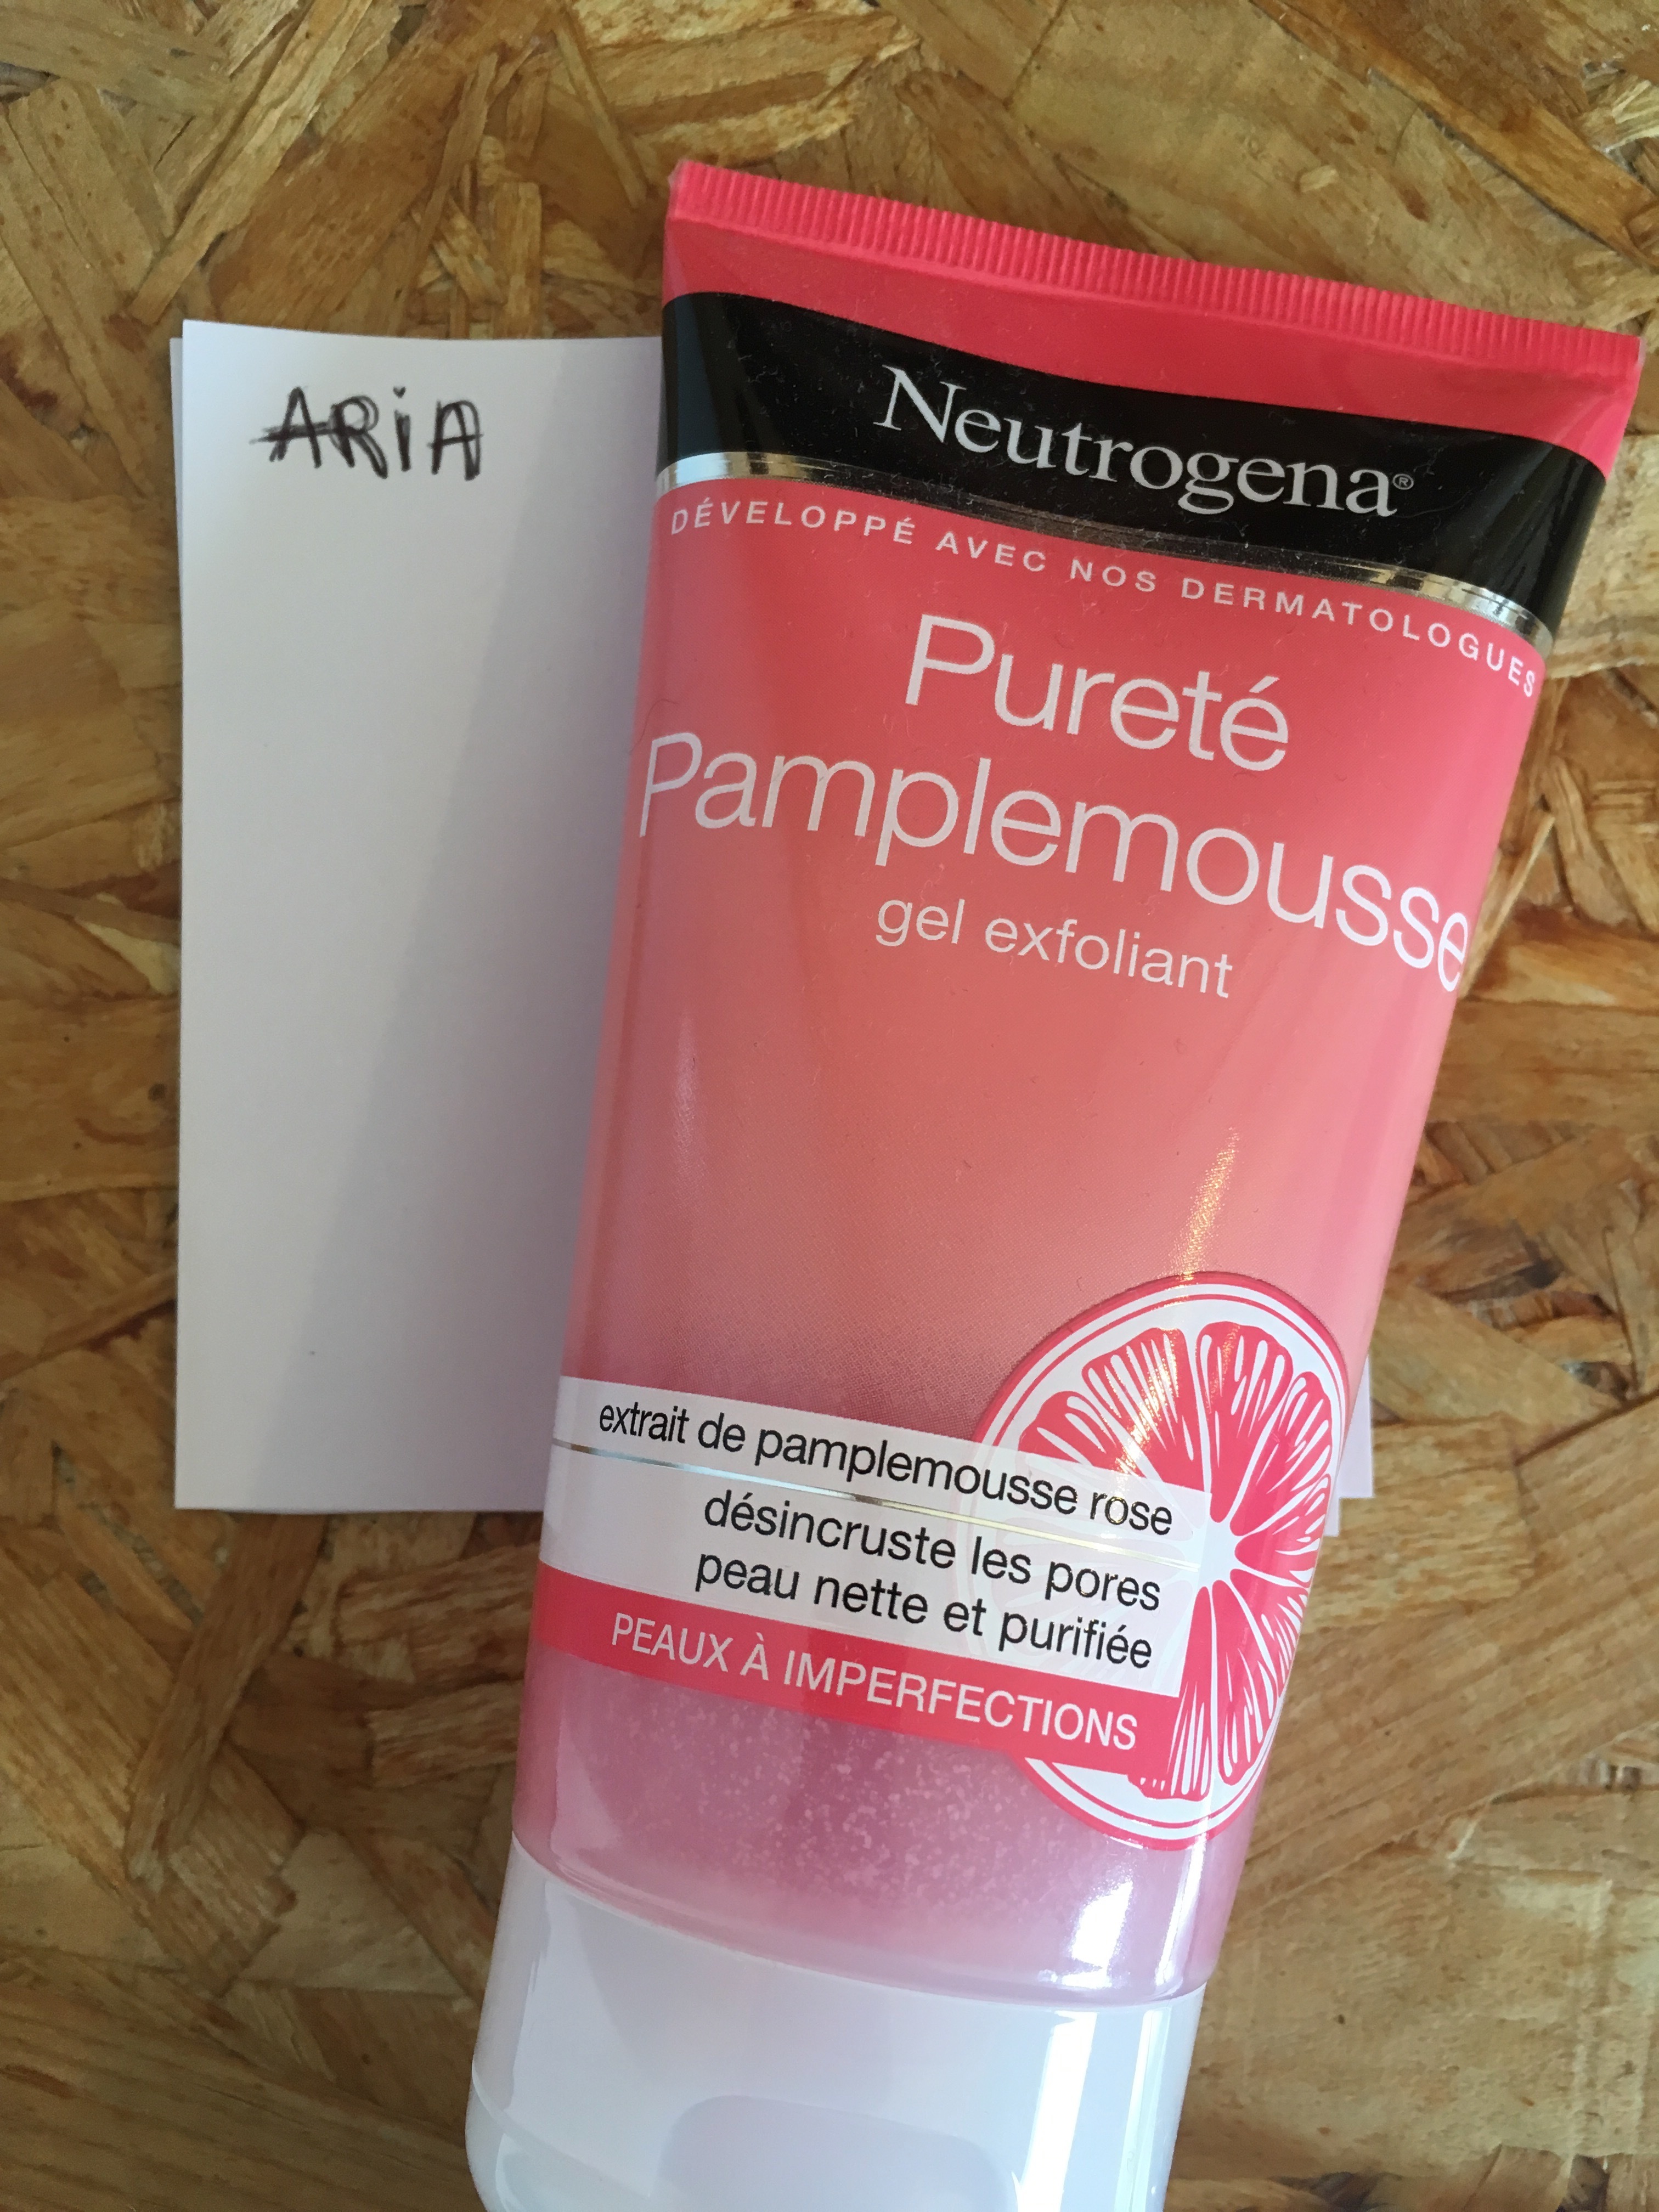 ARiA
Neutrogena®
DÉVELOPPÉ AVEC NOS DERMATOLOGUES
Pureté
Pamplemousse
gel exfoliant
extrait de pamplemousse rose
désincruste les pores
peau nette et purifiée
PEAUX À IMPERFECTIONS